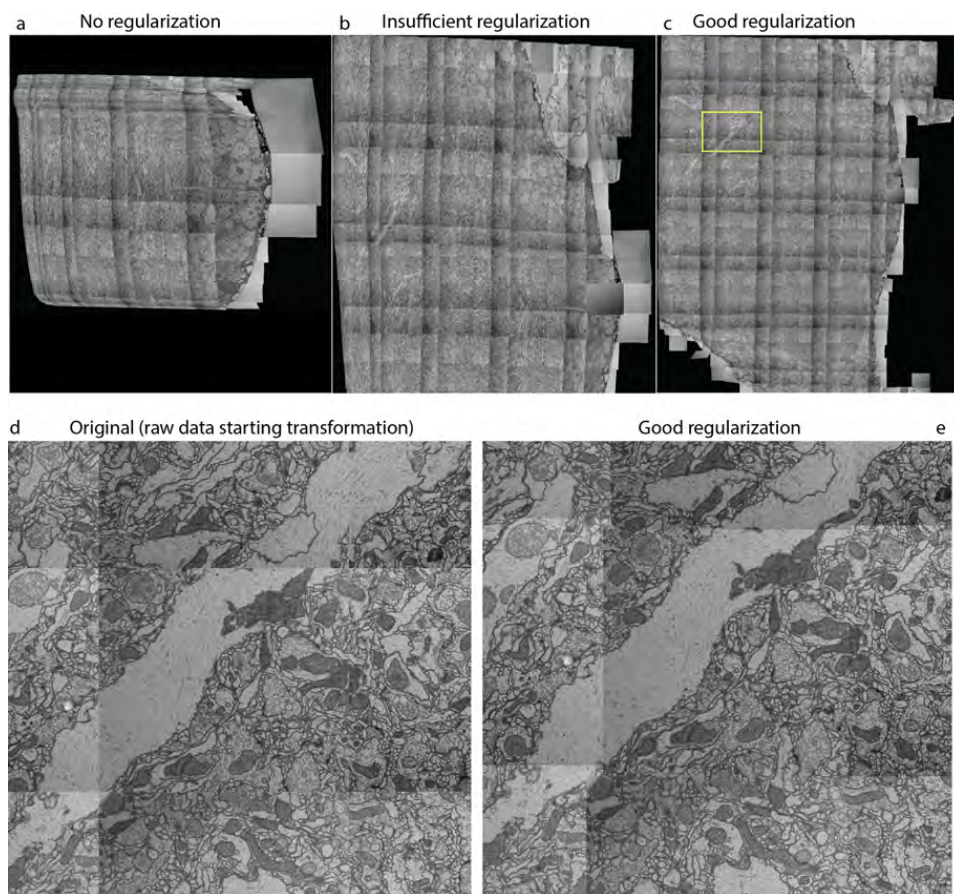 a No regularization
b Insufficient regularization
c Good regularization
d Original (raw data starting transformation)
Good regularization e